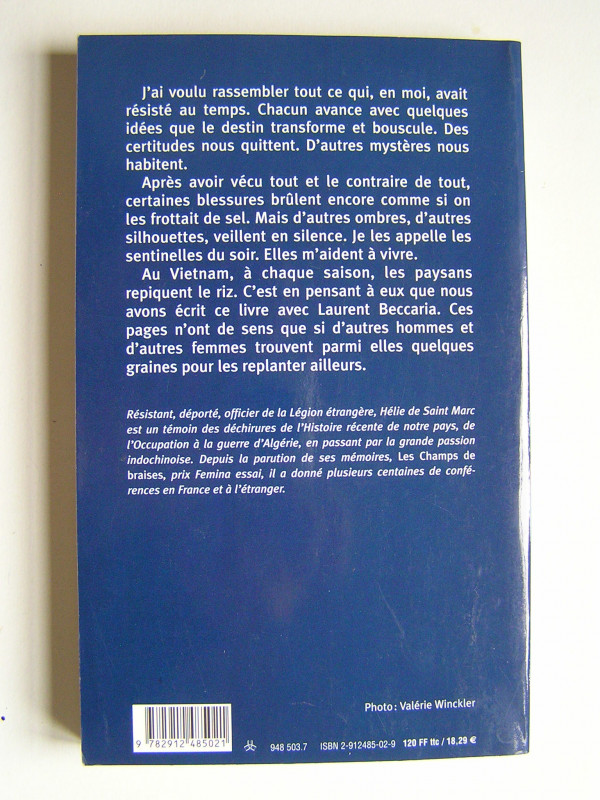 J’ai voulu rassembler tout ce qui, en moi, avait
résisté au temps. Chacun avance avec quelques
idées que le destin transforme et bouscule. Des
certitudes nous quittent. D’autres mystères nous
habitent.
Après avoir vécu tout et le contraire de tout,
certaines blessures brûlent encore comme si on
les frottait de sel. Mais d’autres ombres, d’autres
silhouettes, veillent en silence. Je les appelle les
sentinelles du soir. Elles m’aident à vivre.
Au Vietnam, à chaque saison, les paysans
repiquent le riz. C’est en pensant à eux que nous
avons écrit ce livre avec Laurent Beccaria. Ces
pages n’ont de sens que si d’autres hommes et
d’autres femmes trouvent parmi elles quelques
graines pour les replanter ailleurs.
Résistant, déporté, officier de la Légion étrangère, Hélie de Saint Marc
est un témoin des déchirures de l’Histoire récente de notre pays, de
l’Occupation à la guerre d’Algérie, en passant par la grande passion
indochinoise. Depuis la parution de ses mémoires, Les Champs de
braises, prix Femina essai, il a donné plusieurs centaines de confé-
rences en France et à l’étranger.
Photo : Valérie Winckler
9 782912 485021
948 503.7 ISBN 2-912485-02-9 120 FF ttc / 18,29 €